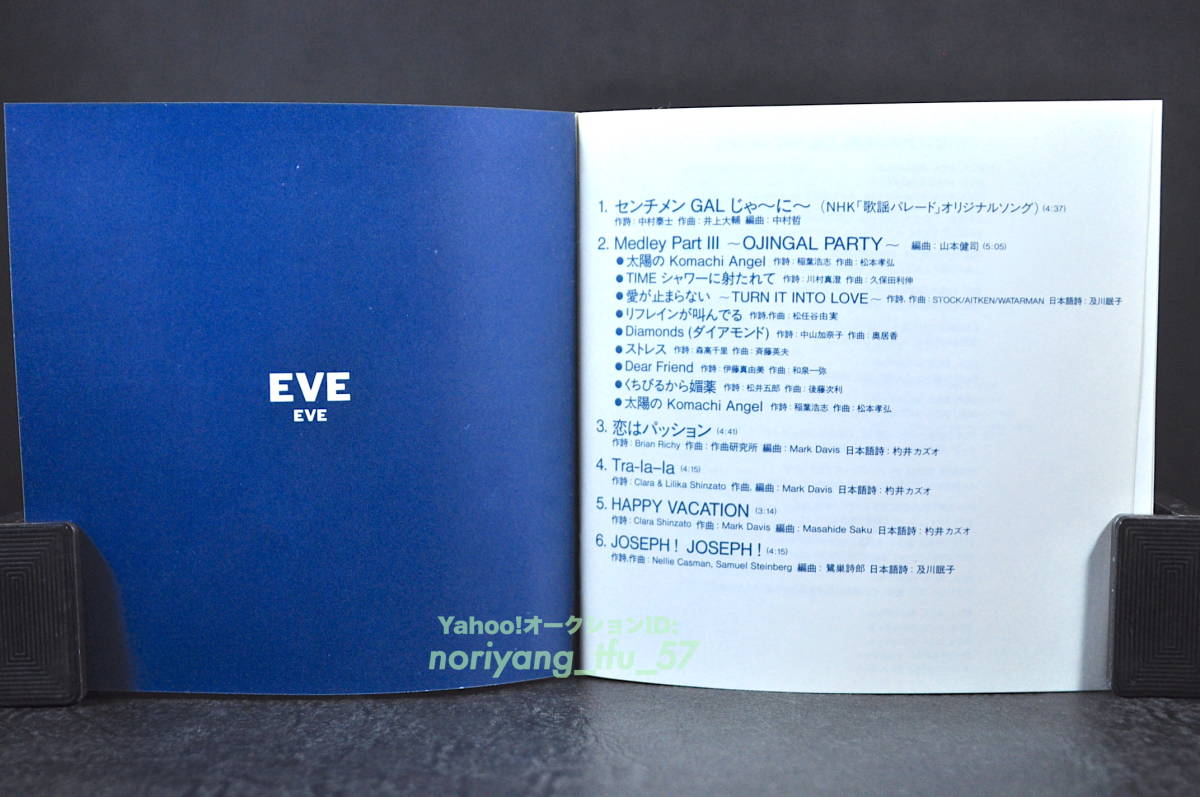 EVE
EVE
1. センチメン GAL じゃ〜に〜 (NHK「歌謡パレード」オリジナルソング) (4:37)
作詩：中村泰士 作曲：井上大輔 編曲：中村哲
2. Medley Part III 〜OJINGAL PARTY〜 編曲：山本健司 (5:05)
●太陽の Komachi Angel 作詩：稲葉浩志 作曲：松本孝弘
●TIME シャワーに射たれて 作詩：川村真澄 作曲：久保田利伸
●愛が止まらない 〜TURN IT INTO LOVE〜 作詩, 作曲：STOCK/AITKEN/WATARMAN 日本語詩：及川眠子
●リフレインが叫んでる 作詩,作曲：松任谷由実
●Diamonds (ダイアモンド) 作詩：中山加奈子 作曲：奥居香
●ストレス 作詩：森高千里 作曲：斉藤英夫
●Dear Friend 作詩：伊藤真由美 作曲：和泉一弥
●くちびるから媚薬 作詩：松井五郎 作曲：後藤次利
●太陽の Komachi Angel 作詩：稲葉浩志 作曲：松本孝弘
3. 恋はパッション (4:41)
作詩：Brian Richy 作曲：作曲研究所 編曲：Mark Davis 日本語詩：杓井カズオ
4. Tra-la-la (4:15)
作詩：Clara & Lilika Shinzato 作曲, 編曲：Mark Davis 日本語詩：杓井カズオ
5. HAPPY VACATION (3:14)
作詩：Clara Shinzato 作曲：Mark Davis 編曲：Masahide Saku 日本語詩：杓井カズオ
6. JOSEPH! JOSEPH! (4:15)
作詩,作曲：Nellie Casman, Samuel Steinberg 編曲：鷺巣詩郎 日本語詩：及川眠子
Yahoo!オークションID:
noriyang_tfu_57